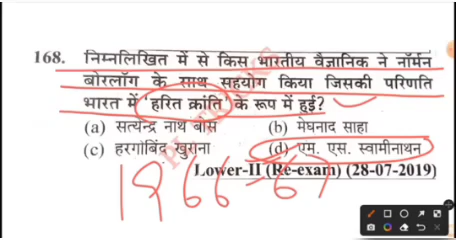 168. निम्नलिखित में से किस भारतीय वैज्ञानिक ने नॉर्मन
बोरलॉग के साथ सहयोग किया जिसकी परिणति
भारत में 'हरित क्रांति' के रूप में हुई?
(a) सत्यन्द्र नाथ बोस (b) मेघनाद साहा
(c) हरगोबिंद खुराना (d) एम. एस. स्वामीनाथन
Lower-II (Re-exam) (28-07-2019)
1966-67